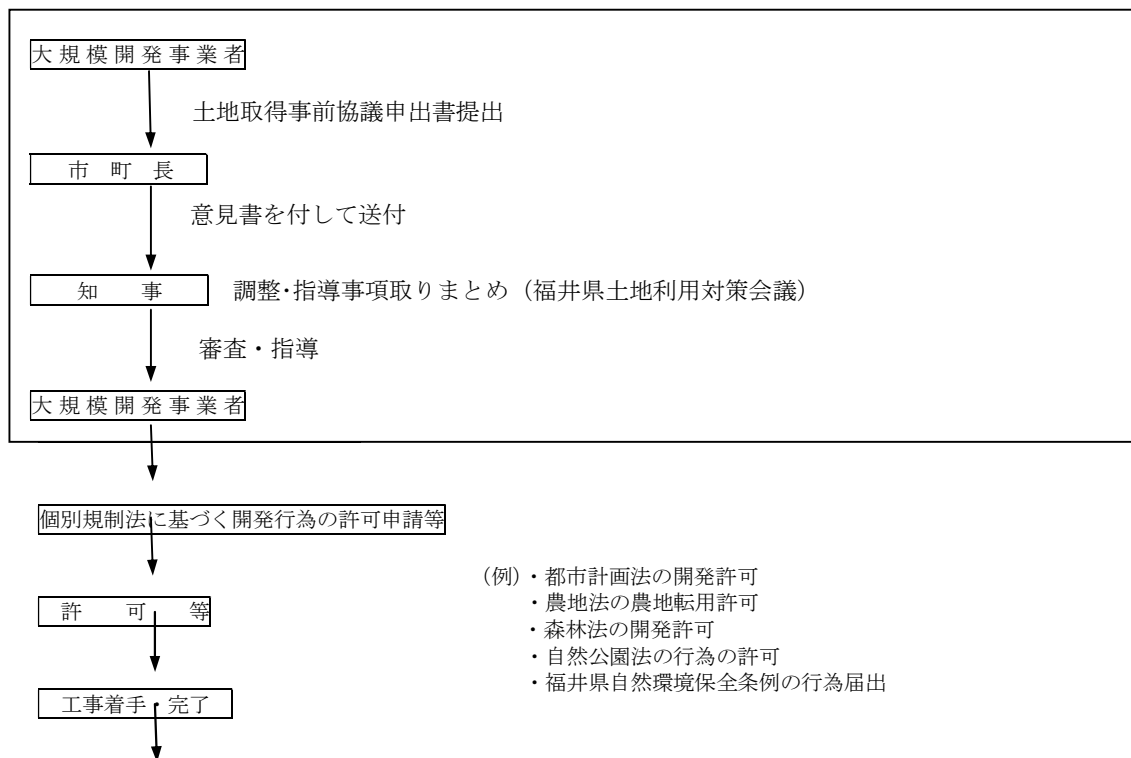 大規模開発事業者
土地取得事前協議申出書提出
市　町　長
意見書を付して送付
知　　事
調整・指導事項取りまとめ（福井県土地利用対策会議）
審査・指導
大規模開発事業者
個別規制法に基づく開発行為の許可申請等
（例）・都市計画法の開発許可
・農地法の農地転用許可
許　可　等
・森林法の開発許可
・自然公園法の行為の許可
・福井県自然環境保全条例の行為届出
工事着手・完了